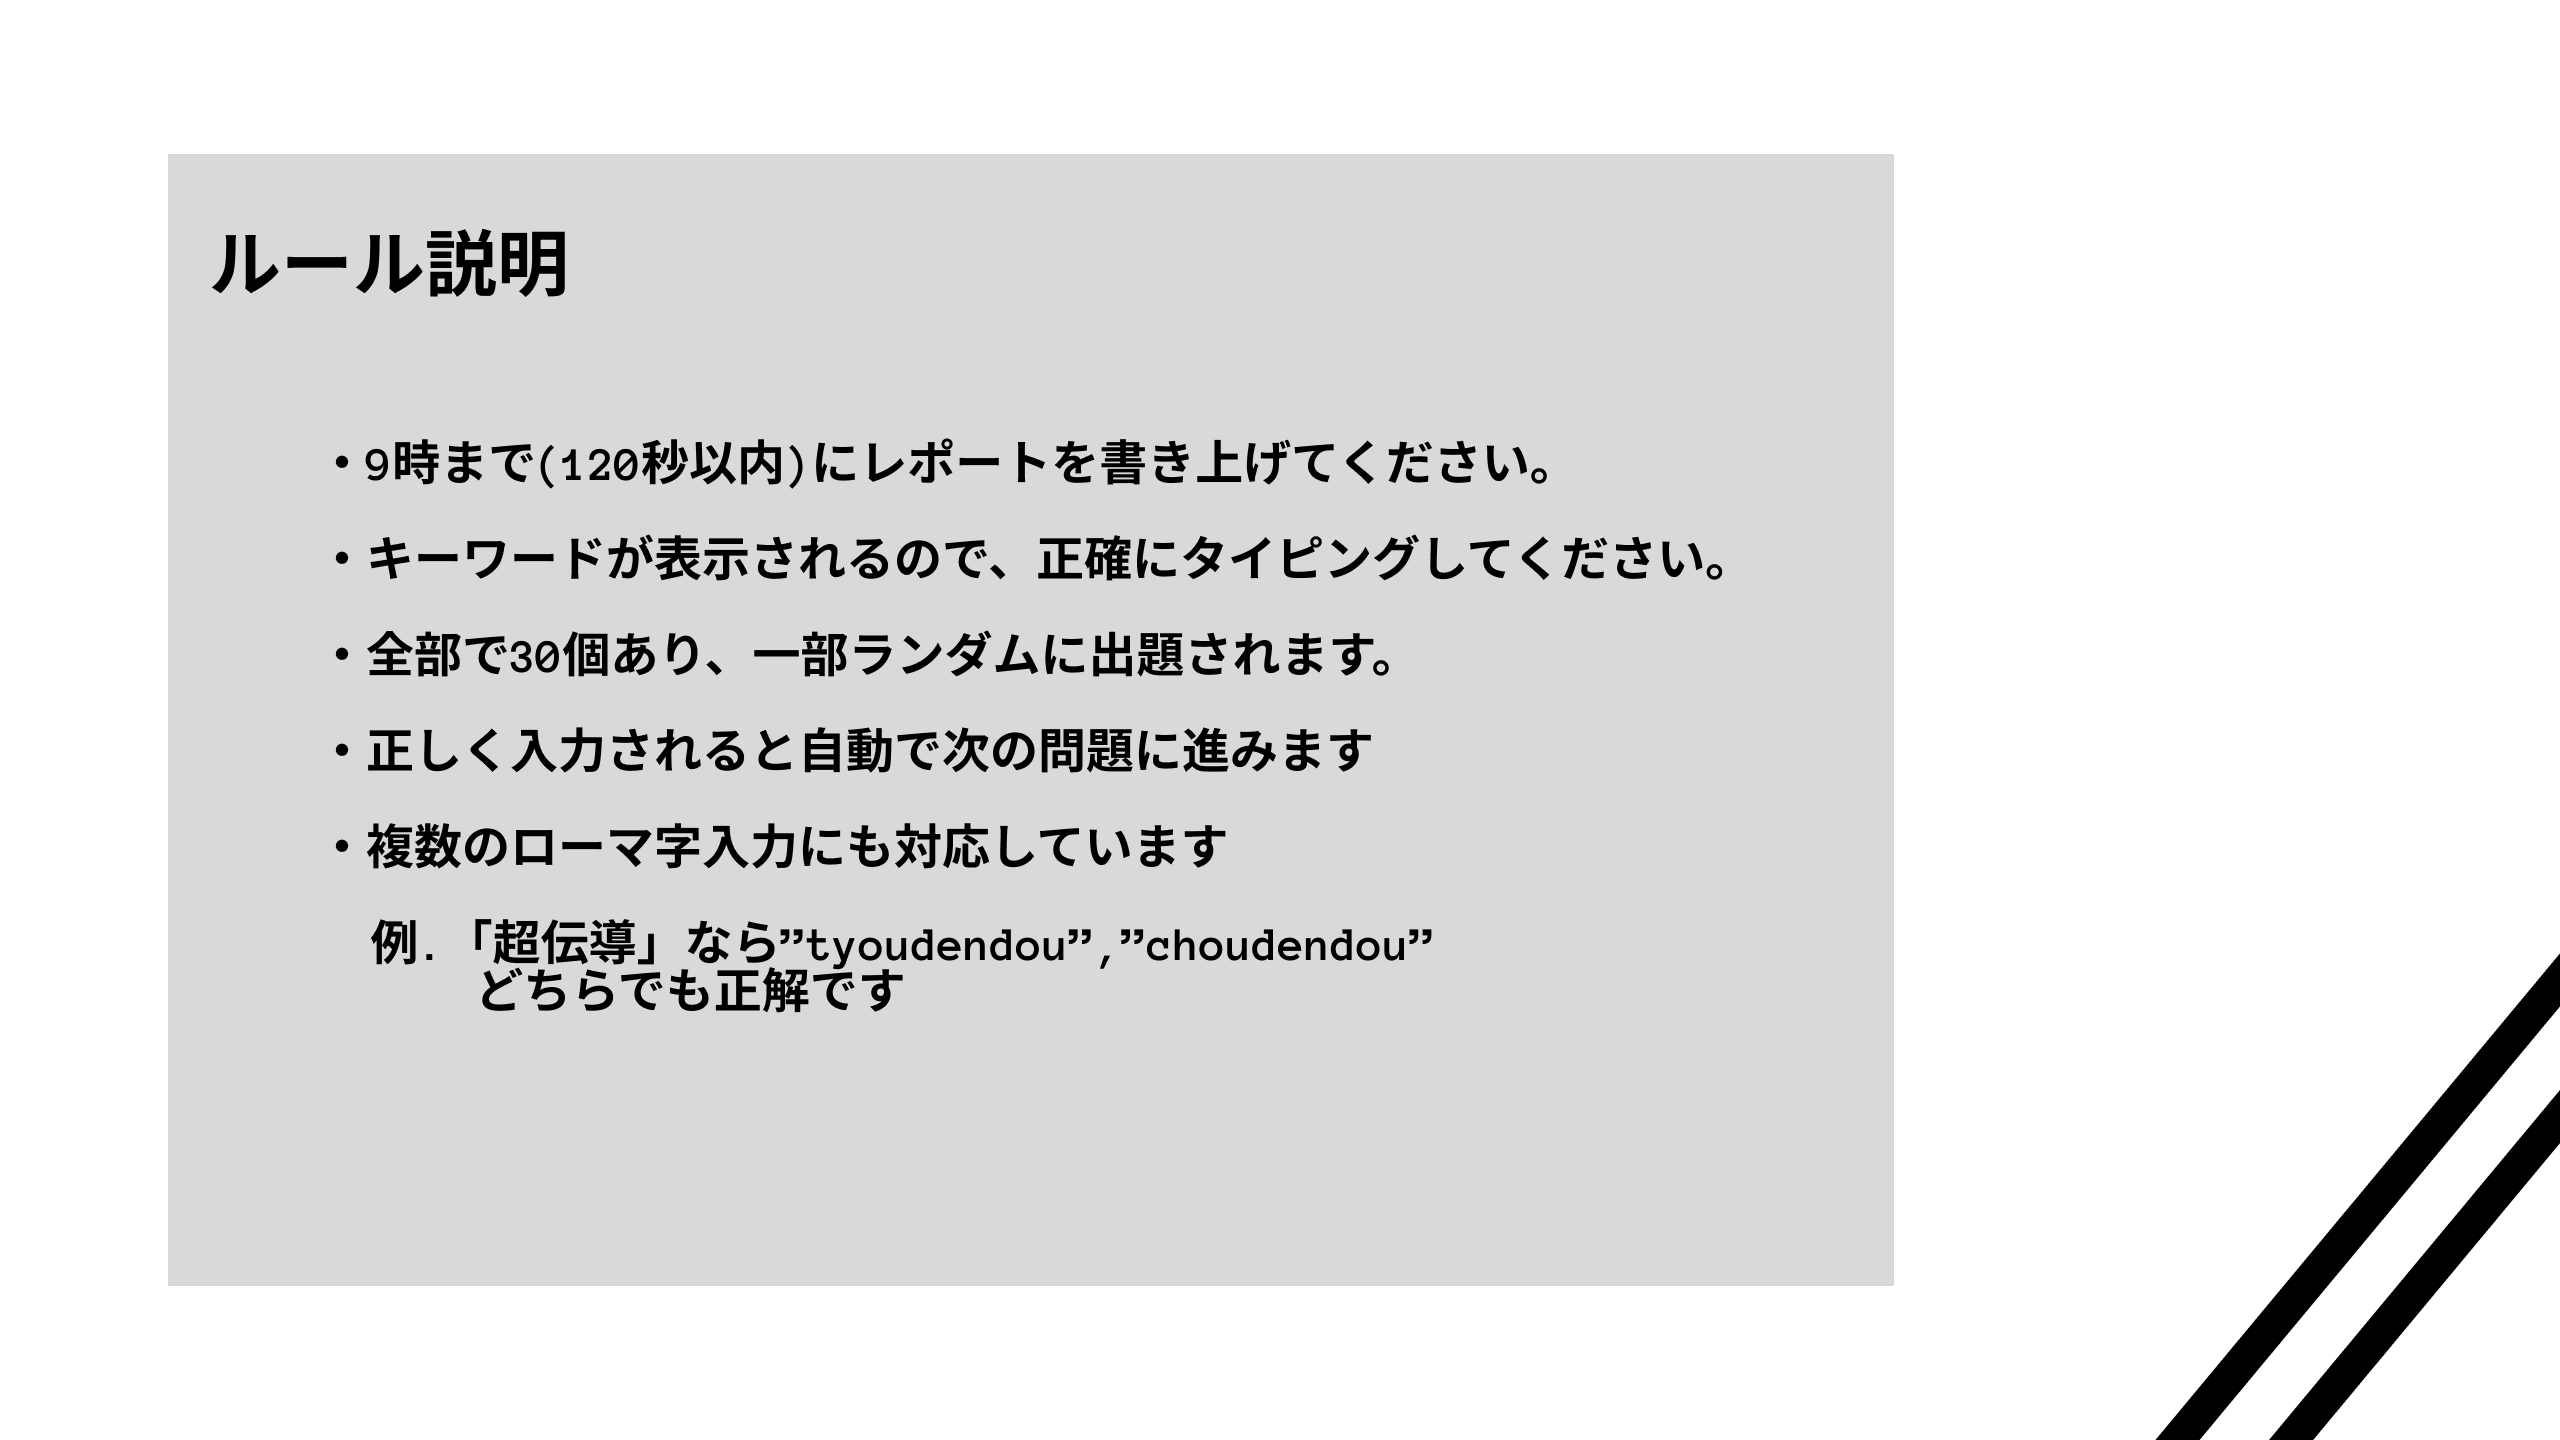 ルール説明
・9時まで(120秒以内)にレポートを書き上げてください。
・キーワードが表示されるので、正確にタイピングしてください。
・全部で30個あり、一部ランダムに出題されます。
・正しく入力されると自動で次の問題に進みます
・複数のローマ字入力にも対応しています
例.「超伝導」なら”tyoudendou”,”choudendou”
どちらでも正解です